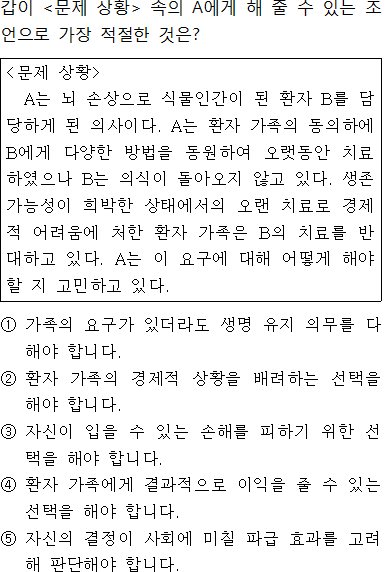 갑이 <문제 상황> 속의 A에게 해 줄 수 있는 조
언으로 가장 적절한 것은?
<문제 상황>
A는 뇌 손상으로 식물인간이 된 환자 B를 담
당하게 된 의사이다. A는 환자 가족의 동의하에
B에게 다양한 방법을 동원하여 오랫동안 치료
하였으나 B는 의식이 돌아오지 않고 있다. 생존
가능성이 희박한 상태에서의 오랜 치료로 경제
적 어려움에 처한 환자 가족은 B의 치료를 반
대하고 있다. A는 이 요구에 대해 어떻게 해야
할 지 고민하고 있다.
① 가족의 요구가 있더라도 생명 유지 의무를 다
해야 합니다.
② 환자 가족의 경제적 상황을 배려하는 선택을
해야 합니다.
③ 자신이 입을 수 있는 손해를 피하기 위한 선
택을 해야 합니다.
④ 환자 가족에게 결과적으로 이익을 줄 수 있는
선택을 해야 합니다.
⑤ 자신의 결정이 사회에 미칠 파급 효과를 고려
해 판단해야 합니다.